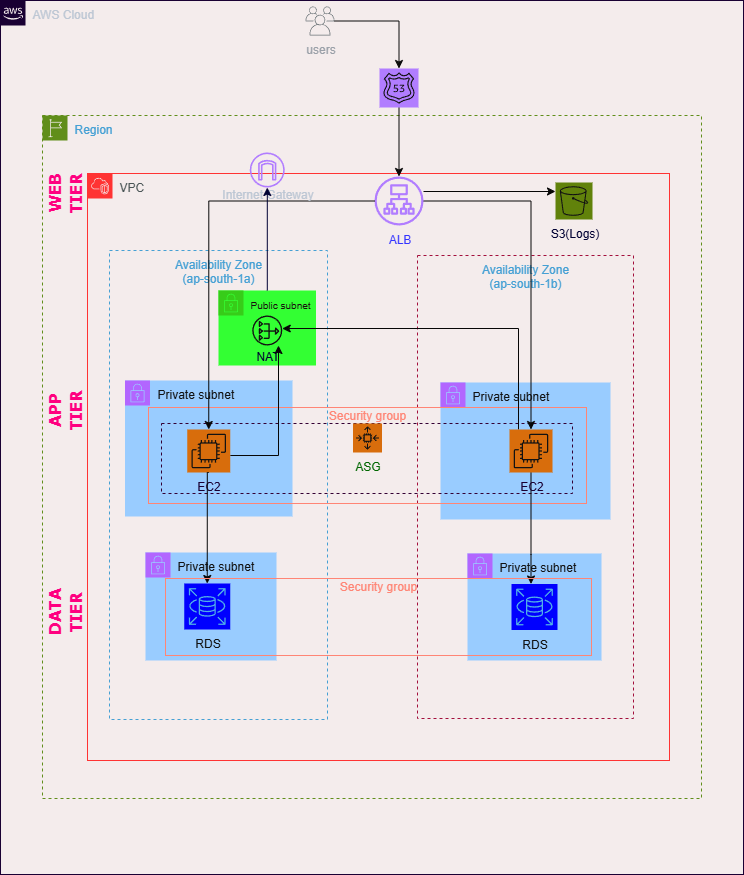 aws
AWS Cloud
users
53
Region
WEB
TIER
VPC
Internet Gateway
ALB
S3(Logs)
Availability Zone
(ap-south-1a)
Availability Zone
(ap-south-1b)
Public subnet
NAT
APP
TIER
Private subnet
Private subnet
Security group
ASG
EC2
EC2
DATA
TIER
Private subnet
Private subnet
Security group
RDS
RDS